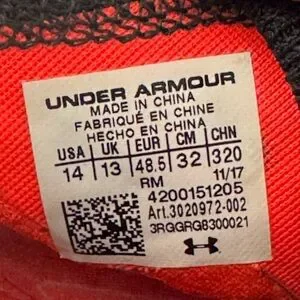 UNDER ARMOUR
MADE IN CHINA
FABRIQUÉ EN CHINE
HECHO EN CHINA
USA UK EUR CM CHN
14 13 48.5 32 320
RM 11/17
4200151205
Art.3020972-002
3RGGRG8300021